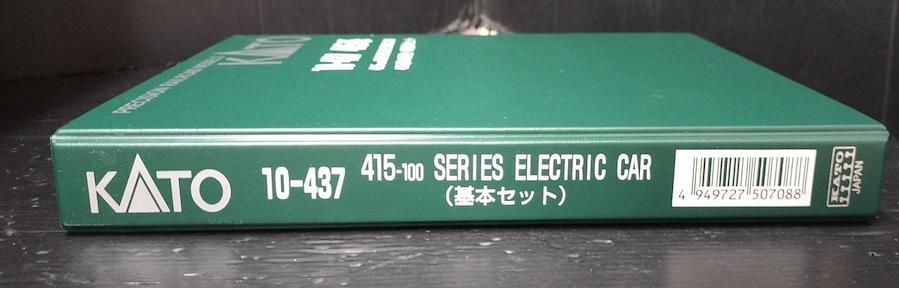 PRECISION RAILROAD MODELS
KATO
KATO
10-437
415-100 SERIES ELECTRIC CAR
(基本セット)
4 949727 507088
KATO
JAPAN